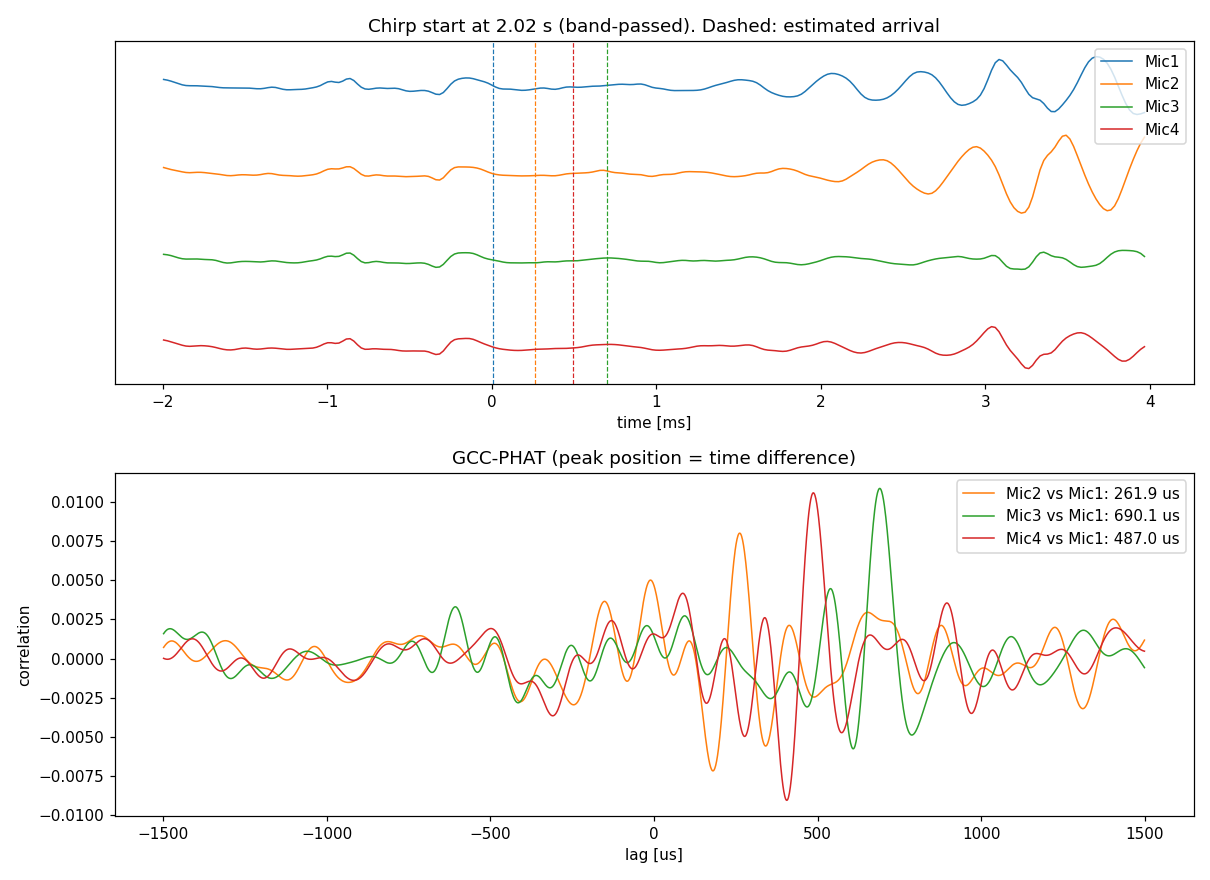 Chirp start at 2.02 s (band-passed). Dashed: estimated arrival
Mic1
Mic2
Mic3
Mic4
−2
−1
0
1
2
3
4
time [ms]
GCC-PHAT (peak position = time difference)
Mic2 vs Mic1: 261.9 us
Mic3 vs Mic1: 690.1 us
Mic4 vs Mic1: 487.0 us
0.0100
0.0075
0.0050
0.0025
0.0000
−0.0025
−0.0050
−0.0075
−0.0100
correlation
−1500
−1000
−500
0
500
1000
1500
lag [us]